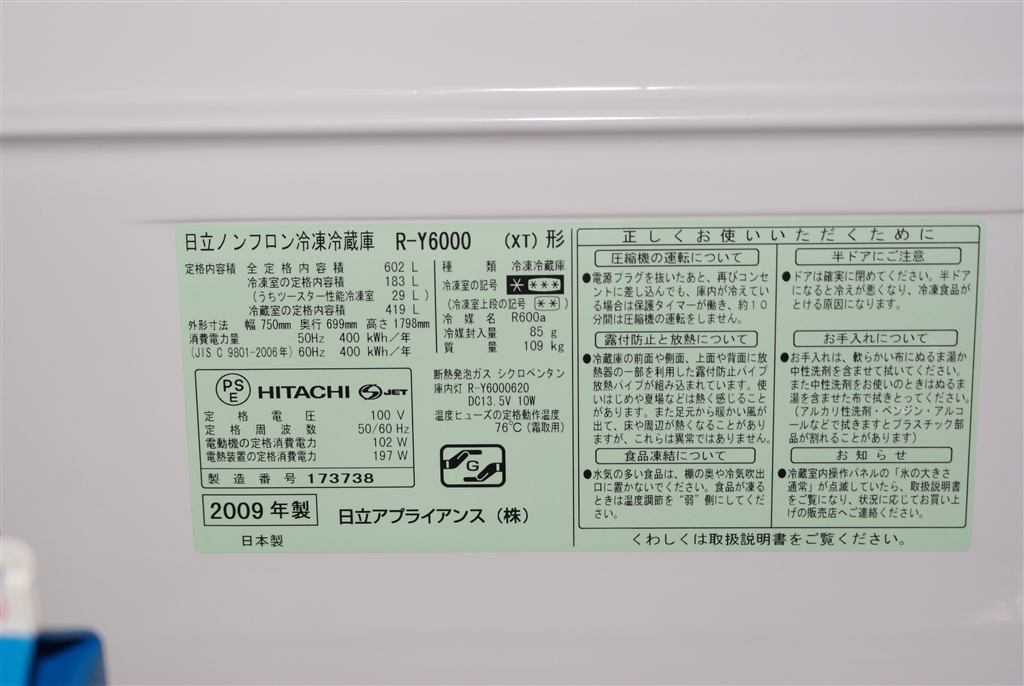 日立ノンフロン冷凍冷蔵庫 R-Y6000 (XT) 形
定格内容積 全定格内容積 602 L
冷凍室の定格内容積 183 L
(うちツースター性能冷凍室 29 L)
冷蔵室の定格内容積 419 L
外形寸法 幅 750mm 奥行 699mm 高さ 1798mm
消費電力量 50Hz 400 kWh/年
(JIS C 9801-2006年) 60Hz 400 kWh/年
種類 冷凍冷蔵庫
冷凍室の記号 * ***
(冷凍室上段の記号 **)
冷媒名 R600a
冷媒封入量 85 g
質量 109 kg
PSE HITACHI S-JET
定格電圧 100 V
定格周波数 50/60 Hz
電動機の定格消費電力 102 W
電熱装置の定格消費電力 197 W
製造番号 173738
断熱発泡ガス シクロペンタン
庫内灯 R-Y6000620
DC13.5V 10W
温度ヒューズの定格動作温度
76℃ (霜取用)
G
2009年製
日立アプライアンス (株)
日本製
正しくお使いいただくために
圧縮機の運転について
●電源プラグを抜いたあと、再びコンセ
ントに差し込んでも、庫内が冷えてい
る場合は保護タイマーが働き、約10
分間は圧縮機の運転をしません。
露付防止と放熱について
●冷蔵庫の前面や側面、上面や背面に放
熱器の一部を利用した露付防止パイプ
放熱パイプが組み込まれています。使
いはじめや夏場などは熱く感じることが
あります。また足元から暖かい風が
出て、床や周辺が熱くなることがあり
ますが、これらは異常ではありません。
食品凍結について
●水気の多い食品は、棚の奥や冷気吹出
口に置かないでください。食品が凍る
ときは温度調節を“弱”側にしてくだ
さい。
半ドアにご注意
●ドアは確実に閉めてください。半ドア
になると冷えが悪くなり、冷凍食品が
とける原因になります。
お手入れについて
●お手入れは、軟らかい布にぬるま湯か
中性洗剤を含ませて拭いてください。
また中性洗剤をお使いのときはぬるま
湯を含ませた布で拭きとってください。
(アルカリ性洗剤・ベンジン・アルコ
ールなどで拭きますとプラスチック部
品が割れることがあります)
お知らせ
●冷蔵室内操作パネルの「氷の大きさ
通常」が点滅していたら、取扱説明書
をご覧になり、状況に応じてお買い上
げの販売店へご連絡ください。
くわしくは取扱説明書をご覧ください。